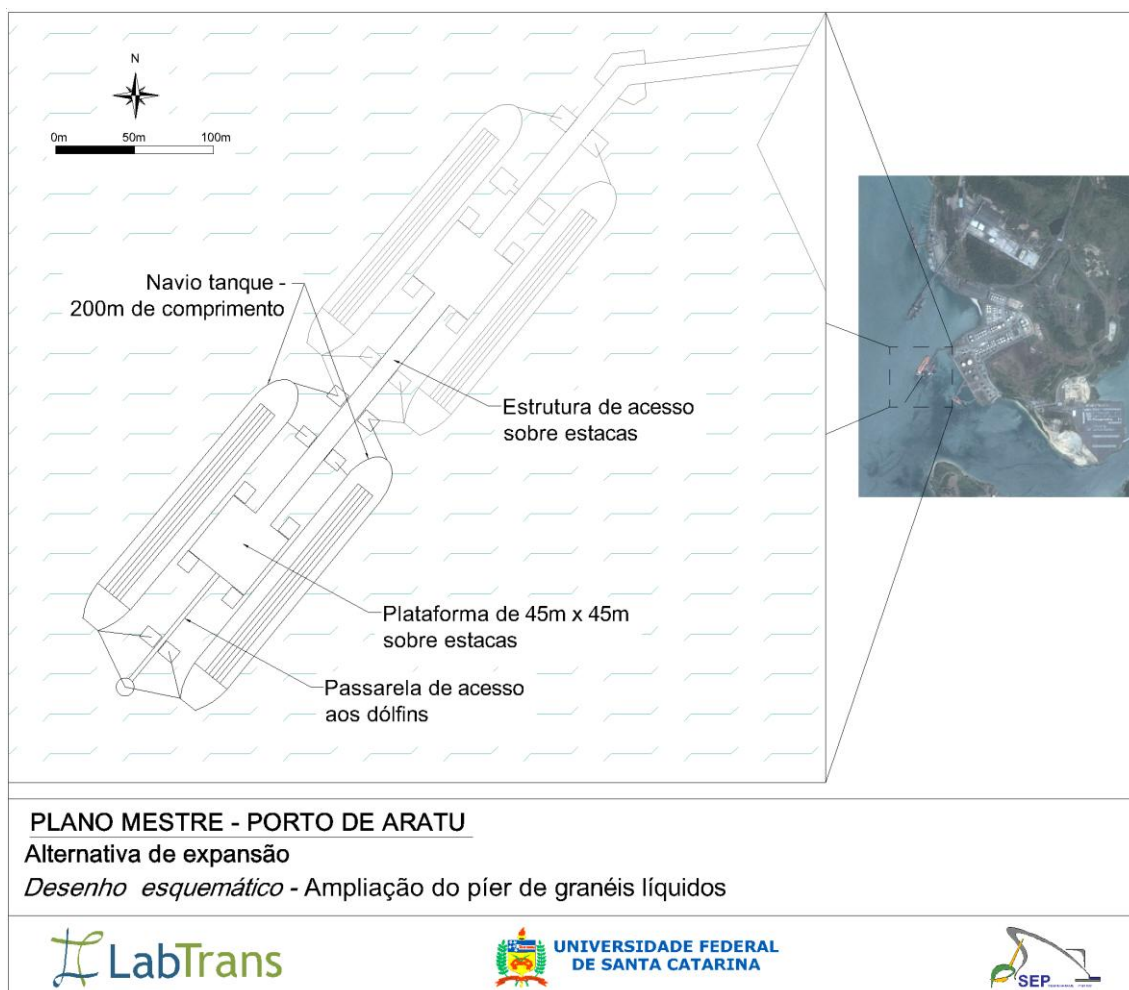 N
0m 50m 100m
Navio tanque -
200m de comprimento
Estrutura de acesso
sobre estacas
Plataforma de 45m x 45m
sobre estacas
Passarela de acesso
aos dólfins
PLANO MESTRE - PORTO DE ARATU
Alternativa de expansão
Desenho esquemático - Ampliação do píer de granéis líquidos
LabTrans
UNIVERSIDADE FEDERAL
DE SANTA CATARINA
SEP